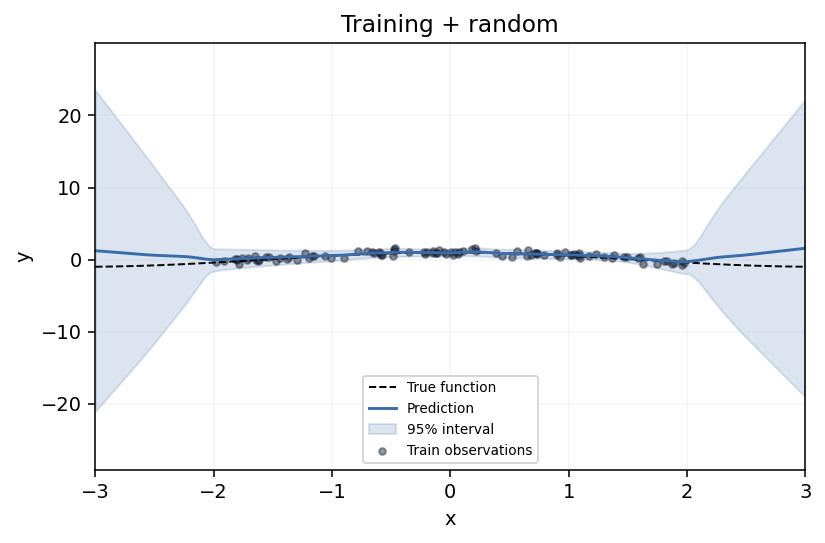 Training + random
y
20
10
0
−10
−20
True function
Prediction
95% interval
Train observations
−3 −2 −1 0 1 2 3
x